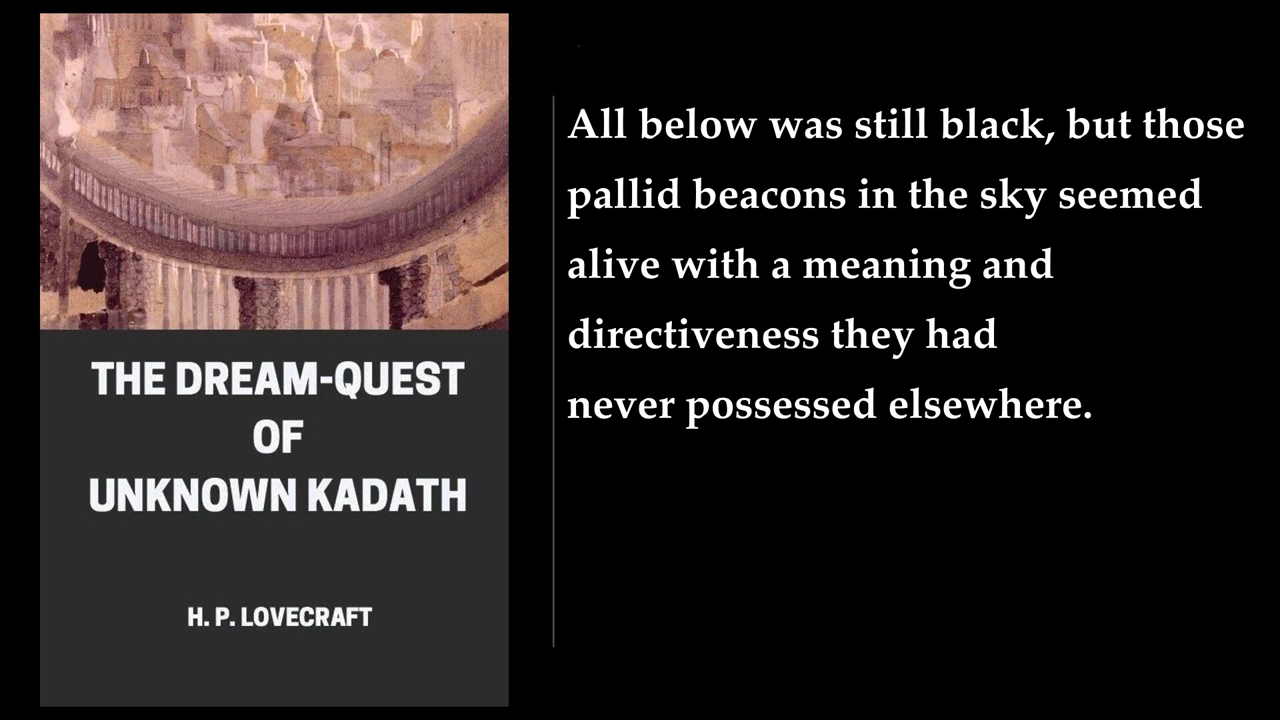 THE DREAM-QUEST
OF
UNKNOWN KADATH
H. P. LOVECRAFT
All below was still black, but those
pallid beacons in the sky seemed
alive with a meaning and
directiveness they had
never possessed elsewhere.